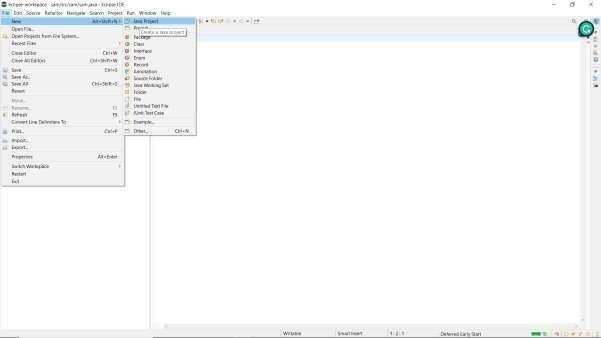 eclipse-workspace - sam/src/sam/sam.java - Eclipse IDE
File Edit Source Refactor Navigate Search Project Run Window Help
New Alt+Shift+N
Open File...
Open Projects from File System...
Recent Files
Close Editor Ctrl+W
Close All Editors Ctrl+Shift+W
Save Ctrl+S
Save As...
Save All Ctrl+Shift+S
Revert
Move...
Rename... F2
Refresh F5
Convert Line Delimiters To
Print... Ctrl+P
Import...
Export...
Properties Alt+Enter
Switch Workspace
Restart
Exit
Java Project
Project...
Create a Java project
Package
Class
Interface
Enum
Record
Annotation
Source Folder
Java Working Set
Folder
File
Untitled Text File
JUnit Test Case
Example...
Other... Ctrl+N
Writable
Smart Insert
1 : 2 : 1
Deferred Early Start